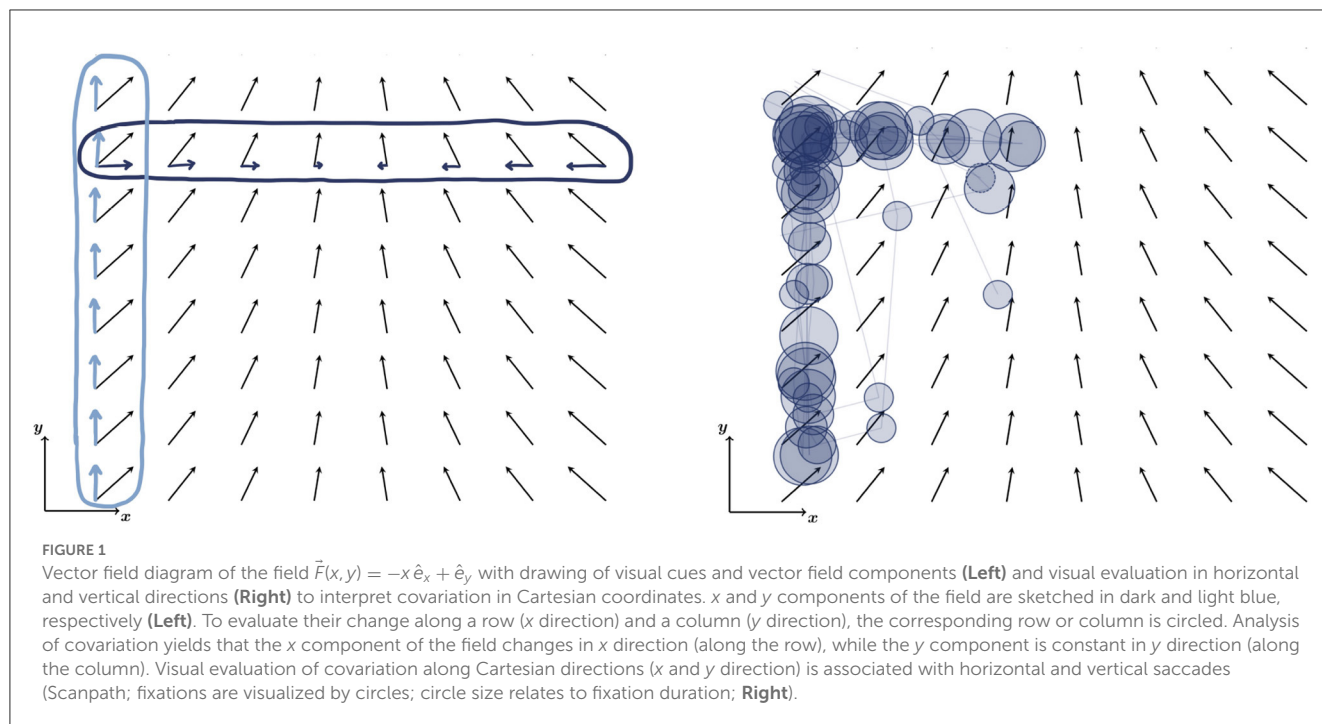 y
x
y
x
FIGURE 1
Vector field diagram of the field F⃗(x, y) = −x ê_x + ê_y with drawing of visual cues and vector field components (Left) and visual evaluation in horizontal
and vertical directions (Right) to interpret covariation in Cartesian coordinates. x and y components of the field are sketched in dark and light blue,
respectively (Left). To evaluate their change along a row (x direction) and a column (y direction), the corresponding row or column is circled. Analysis
of covariation yields that the x component of the field changes in x direction (along the row), while the y component is constant in y direction (along
the column). Visual evaluation of covariation along Cartesian directions (x and y direction) is associated with horizontal and vertical saccades
(Scanpath; fixations are visualized by circles; circle size relates to fixation duration; Right).